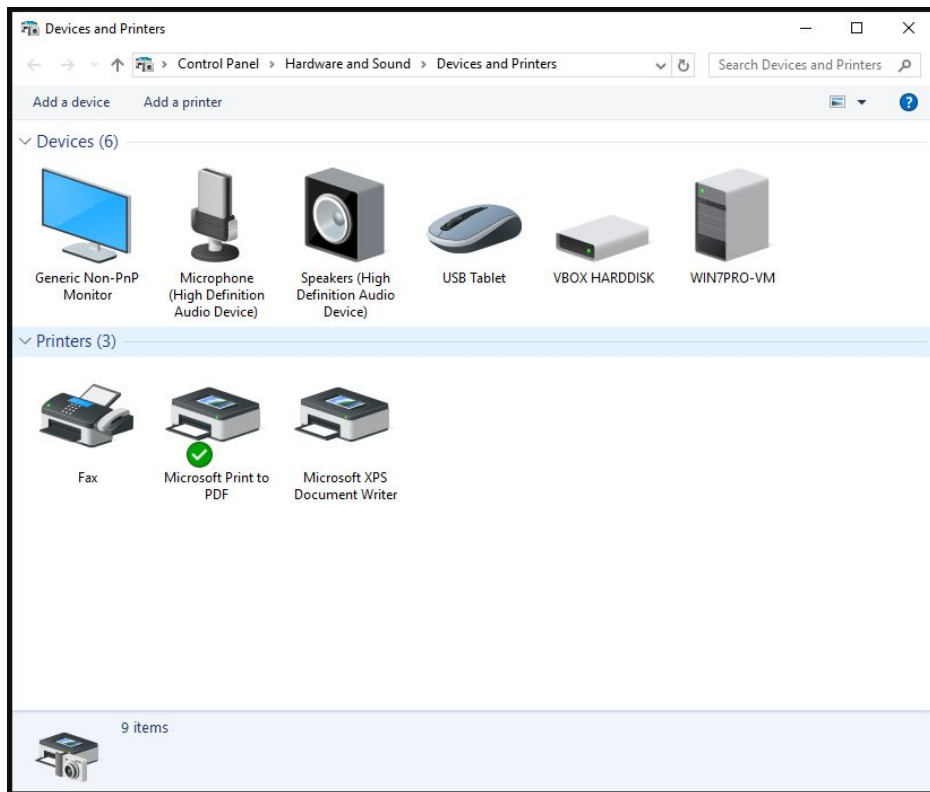 Devices and Printers
Control Panel > Hardware and Sound > Devices and Printers
Search Devices and Printers
Add a device
Add a printer
?
Devices (6)
Generic Non-PnP
Monitor
Microphone
(High Definition
Audio Device)
Speakers (High
Definition Audio
Device)
USB Tablet
VBOX HARDDISK
WIN7PRO-VM
Printers (3)
Fax
Microsoft Print to
PDF
Microsoft XPS
Document Writer
9 items